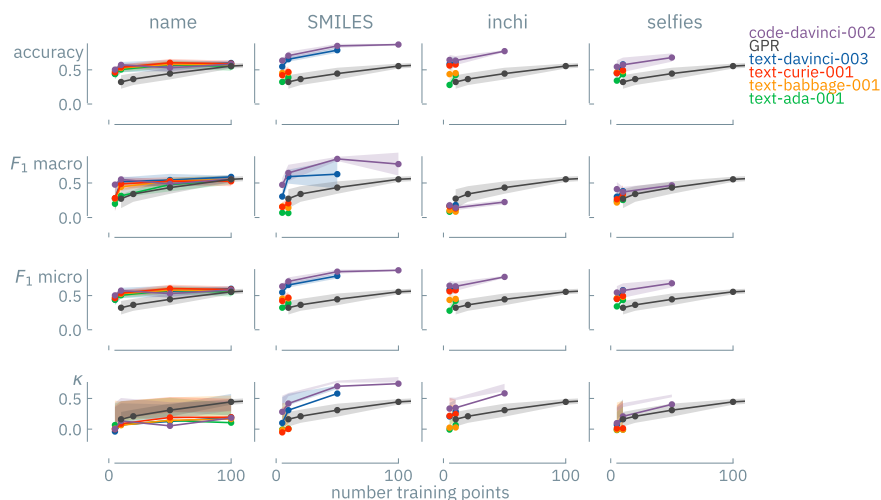 name SMILES inchi selfies
code-davinci-002
GPR
text-davinci-003
text-curie-001
text-babbage-001
text-ada-001
accuracy
0.5
0.0
F₁ macro
0.5
0.0
F₁ micro
0.5
0.0
κ
0.5
0.0
0 100 0 100 0 100 0 100
number training points